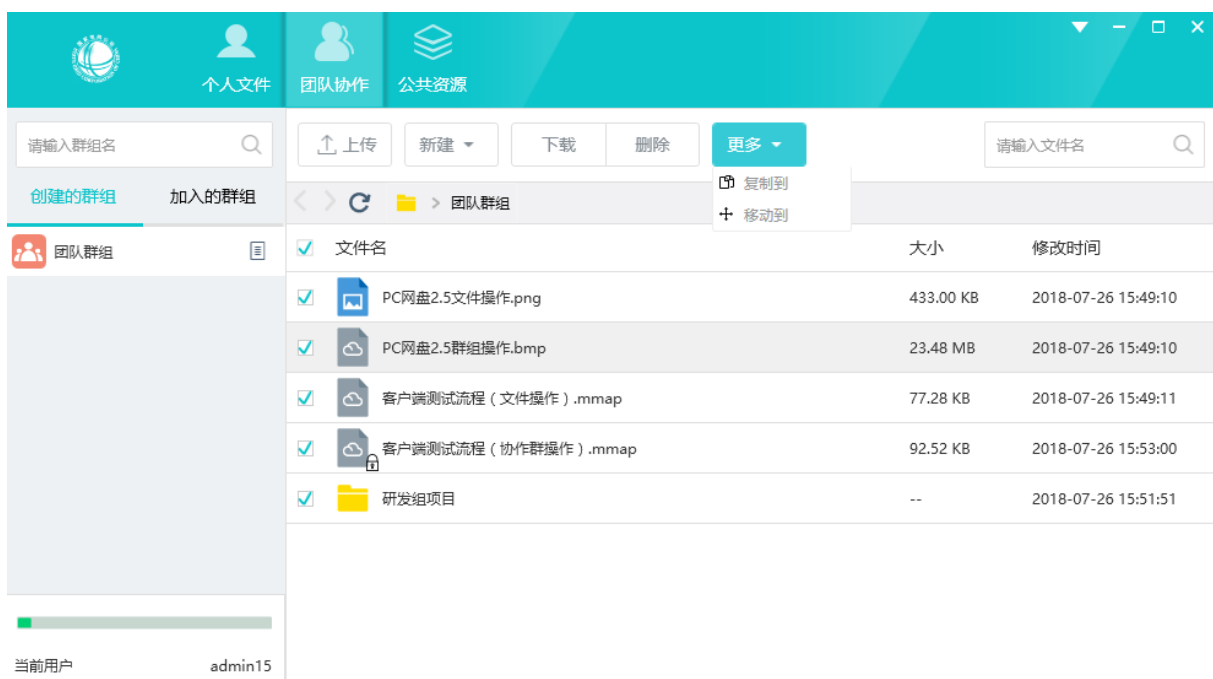 个人文件
团队协作
公共资源
请输入群组名
上传
新建
下载
删除
更多
请输入文件名
复制到
移动到
创建的群组
加入的群组
> 团队群组
团队群组
文件名 大小 修改时间
PC网盘2.5文件操作.png 433.00 KB 2018-07-26 15:49:10
PC网盘2.5群组操作.bmp 23.48 MB 2018-07-26 15:49:10
客户端测试流程（文件操作）.mmap 77.28 KB 2018-07-26 15:49:11
客户端测试流程（协作群操作）.mmap 92.52 KB 2018-07-26 15:53:00
研发组项目 -- 2018-07-26 15:51:51
当前用户 admin15